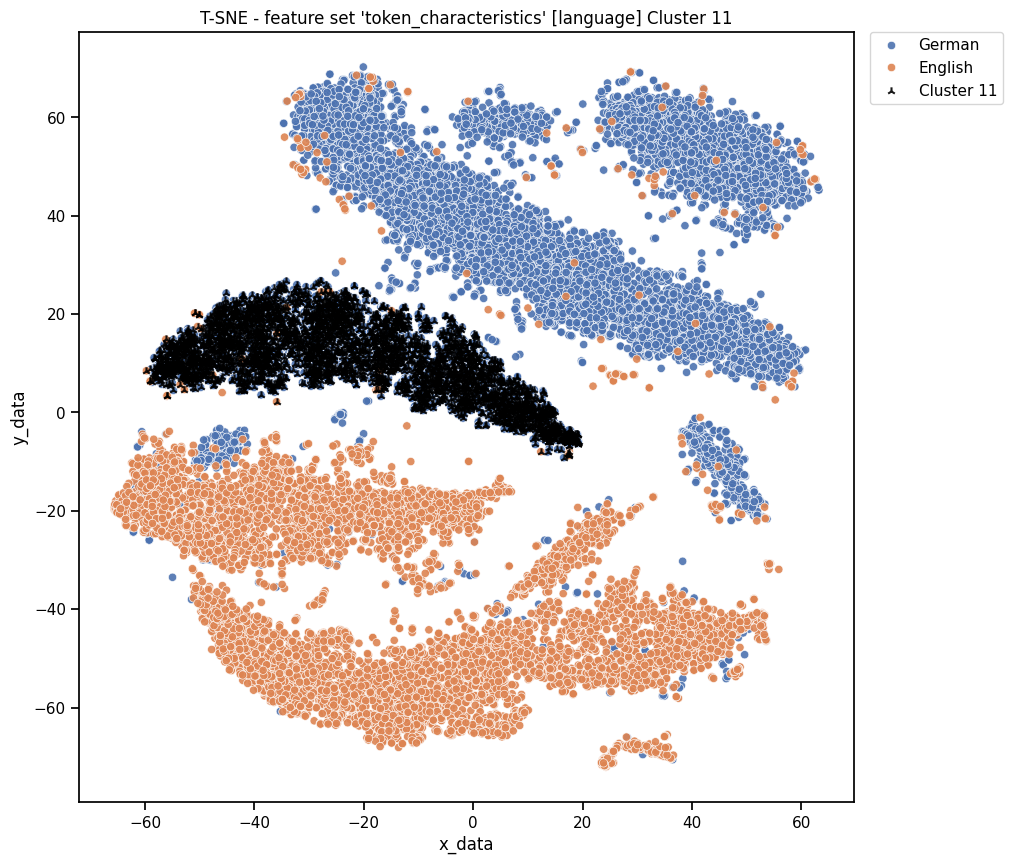 T-SNE - feature set 'token_characteristics' [language] Cluster 11
German
English
Cluster 11
60
40
20
0
−20
−40
−60
y_data
−60 −40 −20 0 20 40 60
x_data